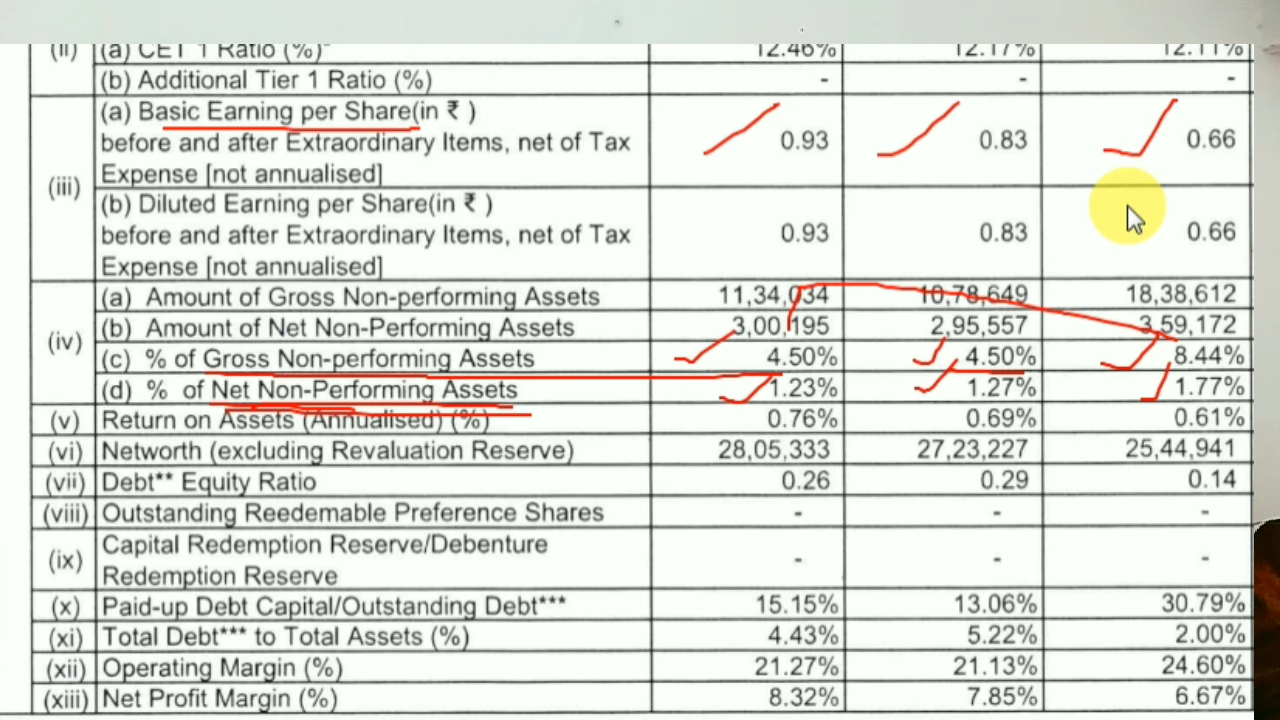 (ii) (a) CET 1 Ratio (%)* 12.46% 12.17% 12.11%
(b) Additional Tier 1 Ratio (%) - - -
(a) Basic Earning per Share(in ₹ )
before and after Extraordinary Items, net of Tax 0.93 0.83 0.66
Expense [not annualised]
(iii)
(b) Diluted Earning per Share(in ₹ )
before and after Extraordinary Items, net of Tax 0.93 0.83 0.66
Expense [not annualised]
(a) Amount of Gross Non-performing Assets 11,34,034 10,78,649 18,38,612
(b) Amount of Net Non-Performing Assets 3,00,195 2,95,557 3,59,172
(iv)
(c) % of Gross Non-performing Assets 4.50% 4.50% 8.44%
(d) % of Net Non-Performing Assets 1.23% 1.27% 1.77%
(v) Return on Assets (Annualised) (%) 0.76% 0.69% 0.61%
(vi) Networth (excluding Revaluation Reserve) 28,05,333 27,23,227 25,44,941
(vii) Debt** Equity Ratio 0.26 0.29 0.14
(viii) Outstanding Reedemable Preference Shares - - -
(ix) Capital Redemption Reserve/Debenture - - -
Redemption Reserve
(x) Paid-up Debt Capital/Outstanding Debt*** 15.15% 13.06% 30.79%
(xi) Total Debt*** to Total Assets (%) 4.43% 5.22% 2.00%
(xii) Operating Margin (%) 21.27% 21.13% 24.60%
(xiii) Net Profit Margin (%) 8.32% 7.85% 6.67%